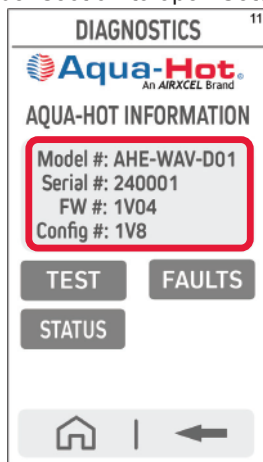 DIAGNOSTICS
11
Aqua-Hot®
An AIRXCEL Brand
AQUA-HOT INFORMATION
Model #: AHE-WAV-D01
Serial #: 240001
FW #: 1V04
Config #: 1V8
TEST
FAULTS
STATUS